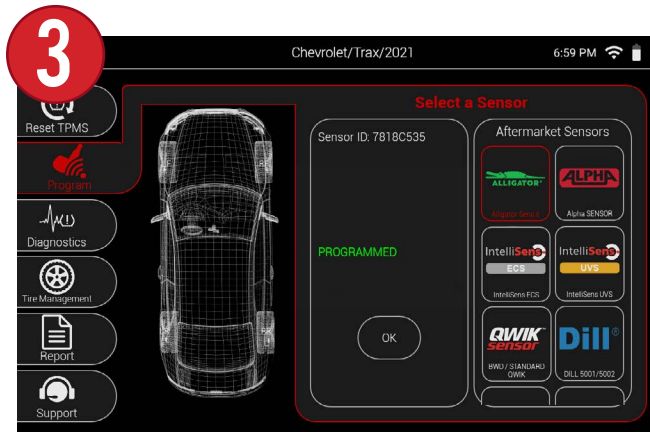 3
Chevrolet/Trax/2021
6:59 PM
Reset TPMS
Program
Diagnostics
Tire Management
Report
Support
Select a Sensor
Sensor ID: 7818C535
PROGRAMMED
OK
Aftermarket Sensors
ALLIGATOR®
Alligator Sens.it
ALPHA
Alpha SENSOR
IntelliSens
ECS
IntelliSens ECS
IntelliSens
UVS
IntelliSens UVS
QWIK
sensor
BWD / STANDARD
QWIK
Dill®
DILL 5001/5002